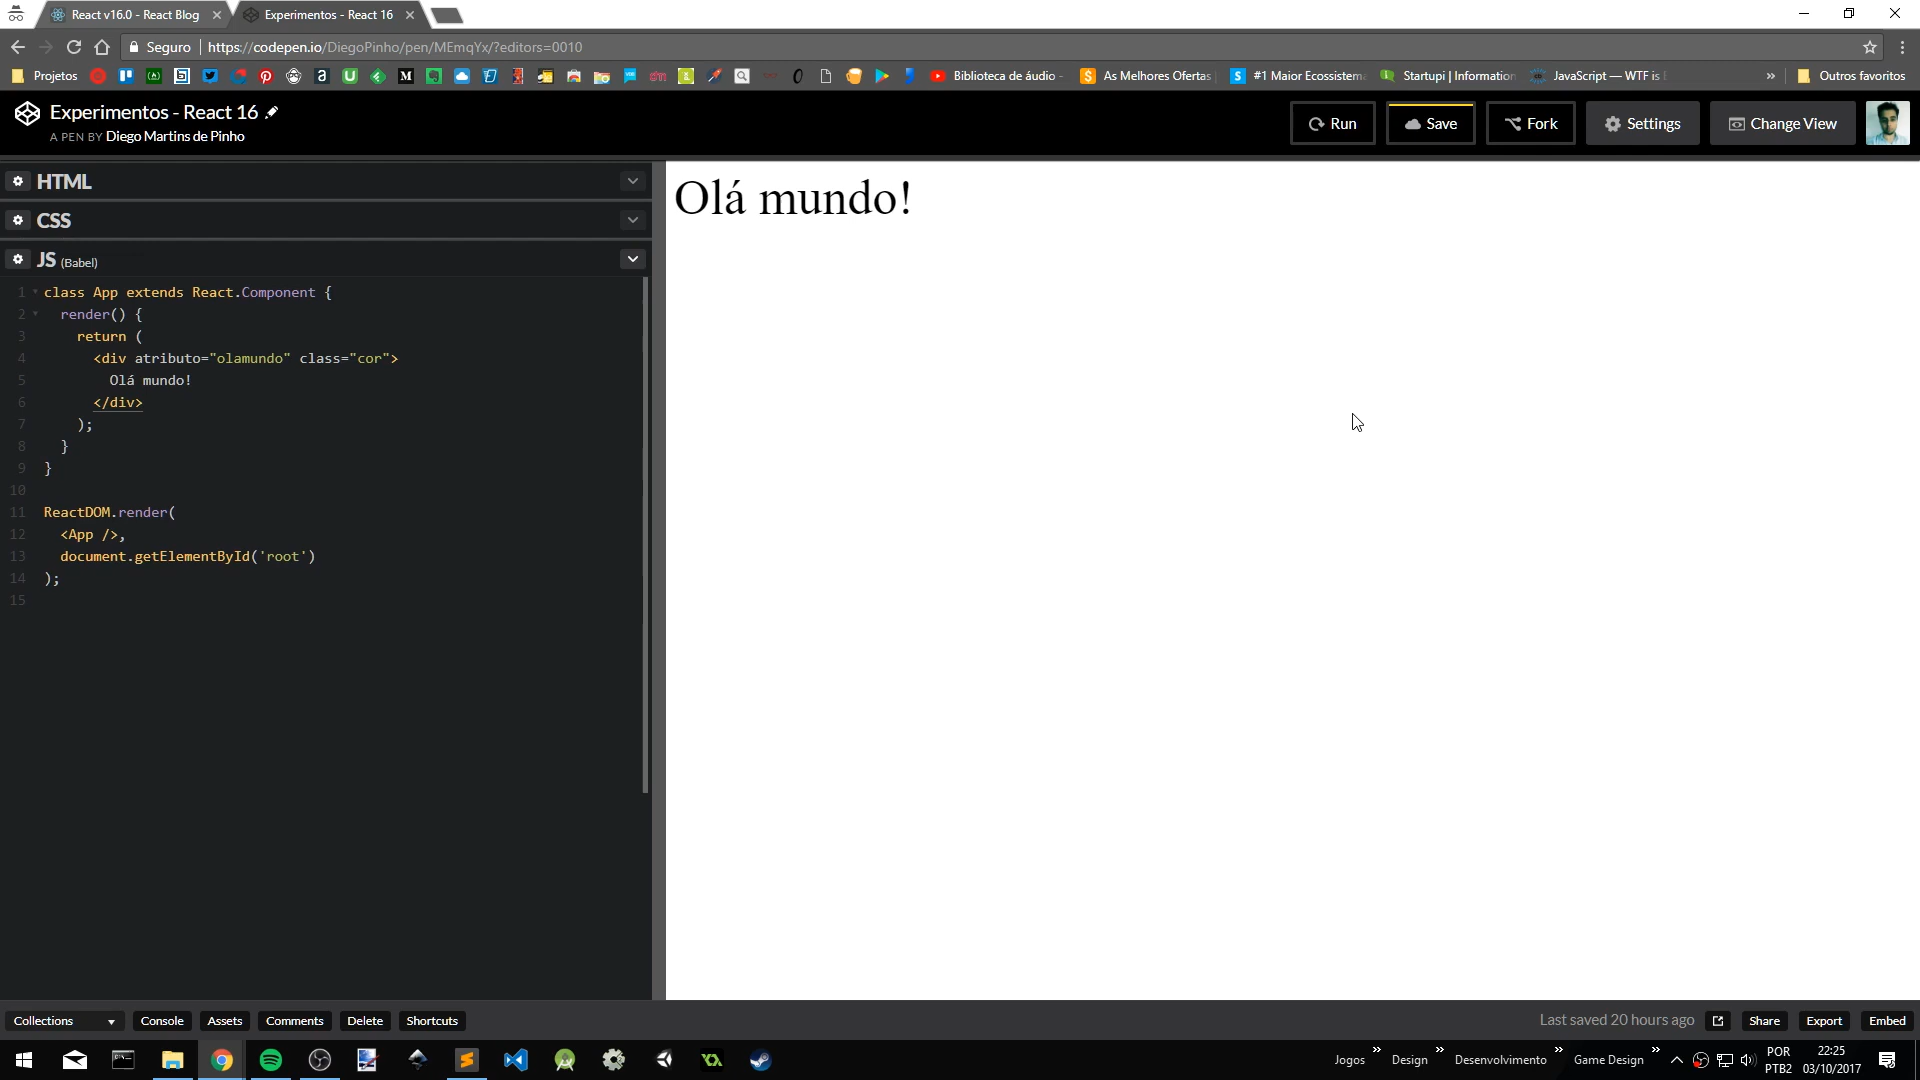 React v16.0 - React Blog
Experimentos - React 16
Seguro
https://codepen.io/DiegoPinho/pen/MEmqYx/?editors=0010
Projetos
Biblioteca de áudio -
As Melhores Ofertas
#1 Maior Ecossistema
Startupi | Information
JavaScript — WTF is
Outros favoritos
Experimentos - React 16
A PEN BY Diego Martins de Pinho
Run
Save
Fork
Settings
Change View
HTML
CSS
JS (Babel)
1 class App extends React.Component {
2 render() {
3 return (
4 <div atributo="olamundo" class="cor">
5 Olá mundo!
6 </div>
7 );
8 }
9 }
10
11 ReactDOM.render(
12 <App />,
13 document.getElementById('root')
14 );
15
Olá mundo!
Collections
Console
Assets
Comments
Delete
Shortcuts
Last saved 20 hours ago
Share
Export
Embed
Jogos
Design
Desenvolvimento
Game Design
POR
PTB2
22:25
03/10/2017